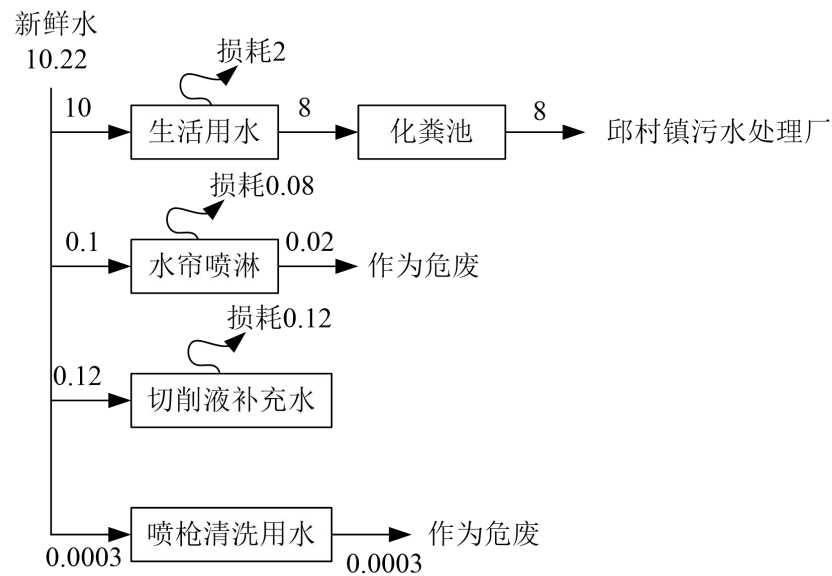 新鲜水
10.22
损耗2
10
生活用水
8
化粪池
8
邱村镇污水处理厂
损耗0.08
0.1
水帘喷淋
0.02
作为危废
损耗0.12
0.12
切削液补充水
喷枪清洗用水
作为危废
0.0003
0.0003